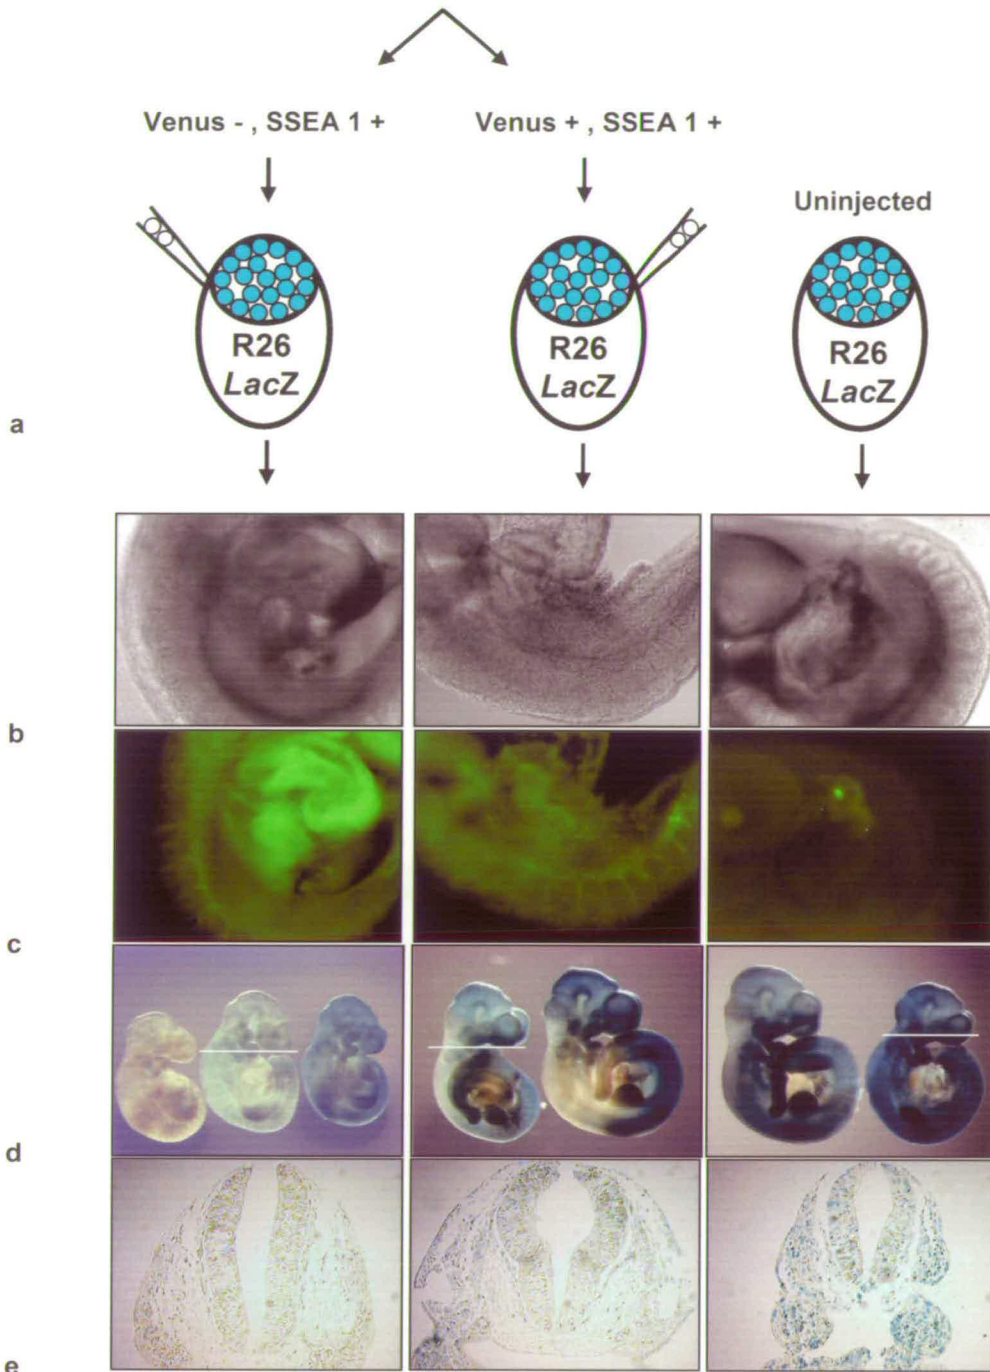 Venus - , SSEA 1 +
Venus + , SSEA 1 +
Uninjected
R26
LacZ
R26
LacZ
R26
LacZ
a
b
c
d
e